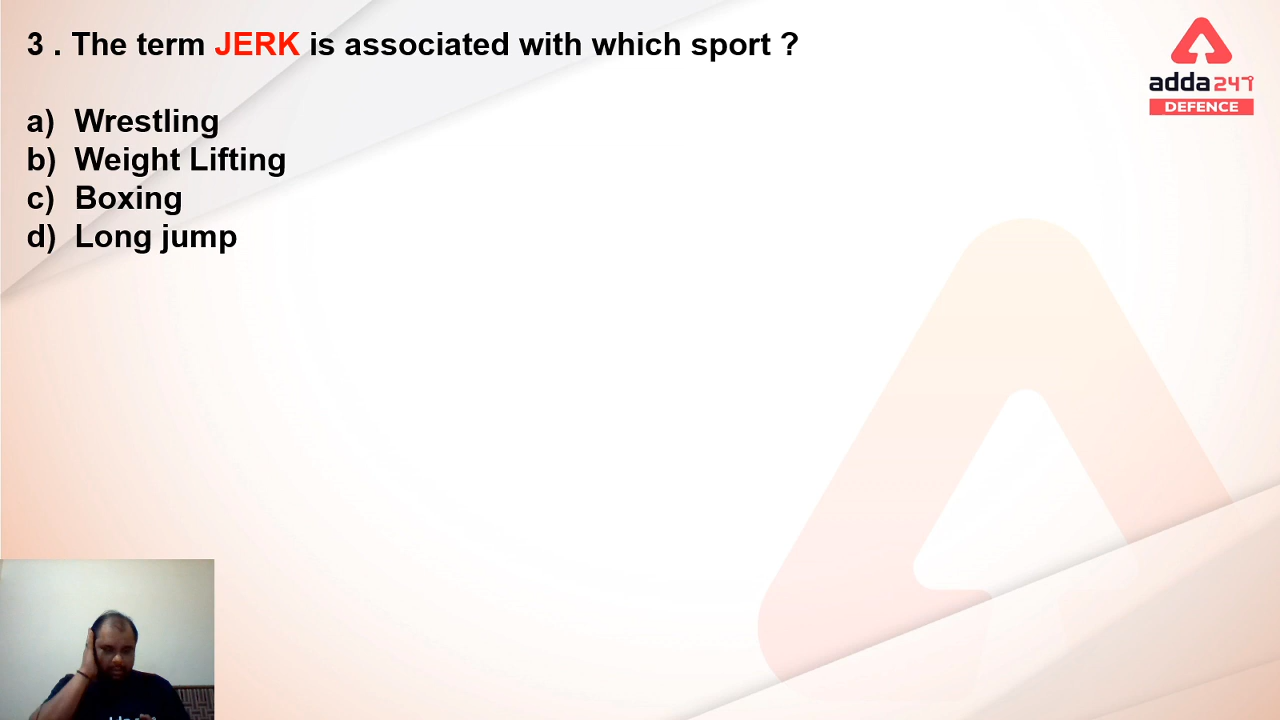 3 . The term JERK is associated with which sport ?
a) Wrestling
b) Weight Lifting
c) Boxing
d) Long jump
adda247
DEFENCE